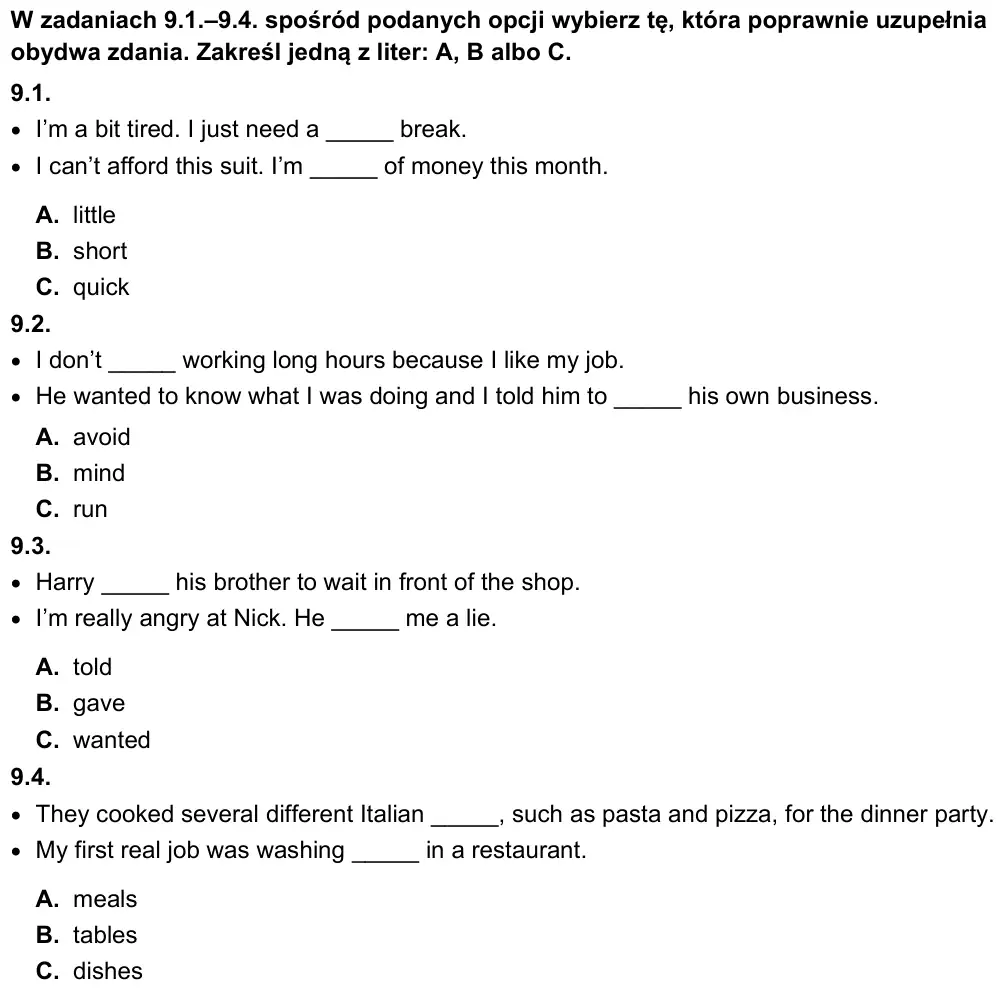 W zadaniach 9.1.–9.4. spośród podanych opcji wybierz tę, która poprawnie uzupełnia
obydwa zdania. Zakreśl jedną z liter: A, B albo C.
9.1.
• I’m a bit tired. I just need a _____ break.
• I can’t afford this suit. I’m _____ of money this month.
A. little
B. short
C. quick
9.2.
• I don’t _____ working long hours because I like my job.
• He wanted to know what I was doing and I told him to _____ his own business.
A. avoid
B. mind
C. run
9.3.
• Harry _____ his brother to wait in front of the shop.
• I’m really angry at Nick. He _____ me a lie.
A. told
B. gave
C. wanted
9.4.
• They cooked several different Italian _____, such as pasta and pizza, for the dinner party.
• My first real job was washing _____ in a restaurant.
A. meals
B. tables
C. dishes